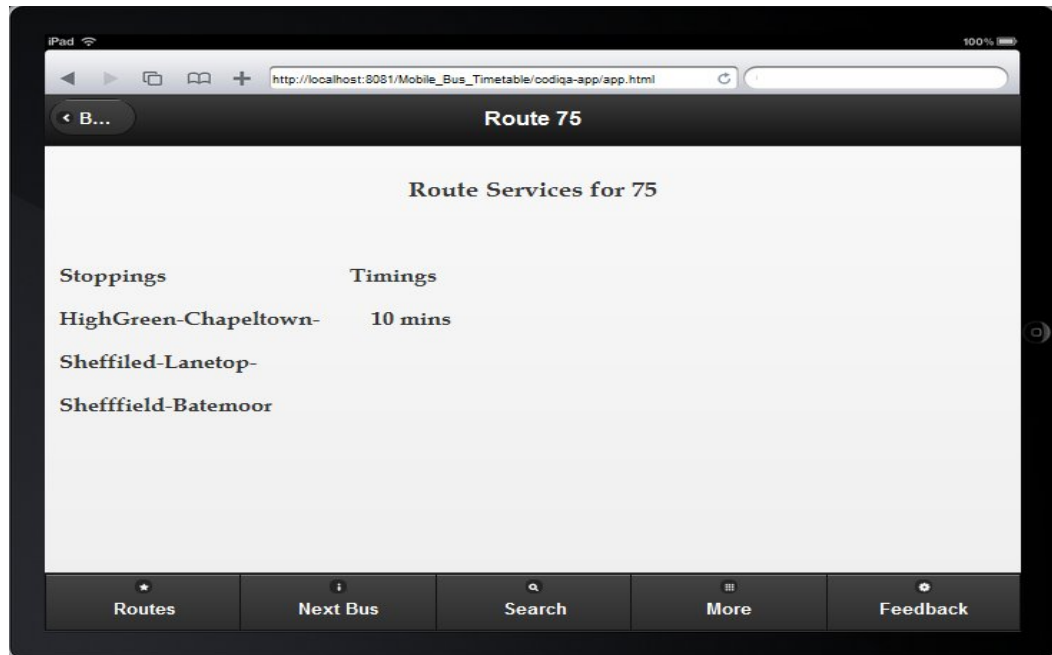 iPad 100%
http://localhost:8081/Mobile_Bus_Timetable/codiqa-app/app.html
B... Route 75
Route Services for 75
Stoppings Timings
HighGreen-Chapeltown- 10 mins
Sheffiled-Lanetop-
Shefffield-Batemoor
Routes Next Bus Search More Feedback